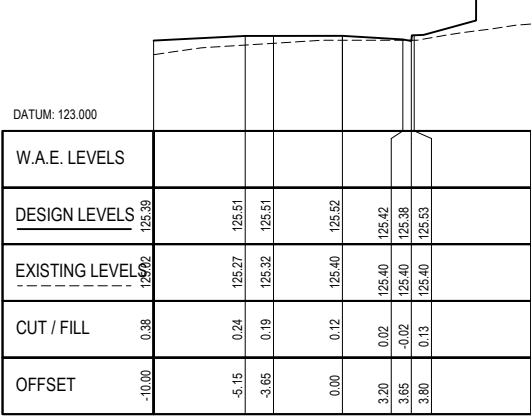 DATUM: 123.000
W.A.E. LEVELS
DESIGN LEVELS 125.39 125.51 125.51 125.52 125.42 125.38 125.53
EXISTING LEVELS 125.02 125.27 125.32 125.40 125.40 125.40 125.40
CUT / FILL 0.38 0.24 0.19 0.12 0.02 -0.02 0.13
OFFSET -10.00 -5.15 -3.65 0.00 3.20 3.65 3.80